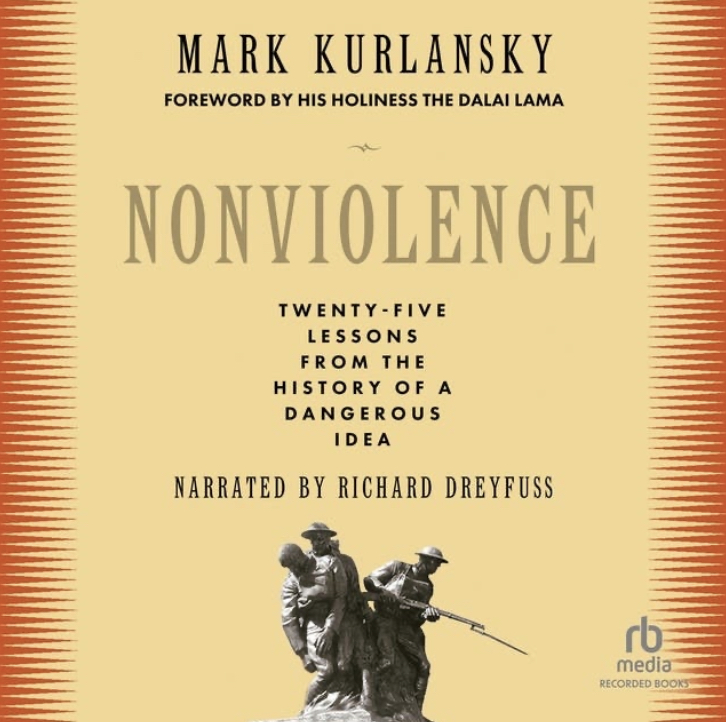 MARK KURLANSKY
FOREWORD BY HIS HOLINESS THE DALAI LAMA
NONVIOLENCE
TWENTY-FIVE
LESSONS
FROM THE
HISTORY OF A
DANGEROUS
IDEA
NARRATED BY RICHARD DREYFUSS
rb
media
RECORDED BOOKS